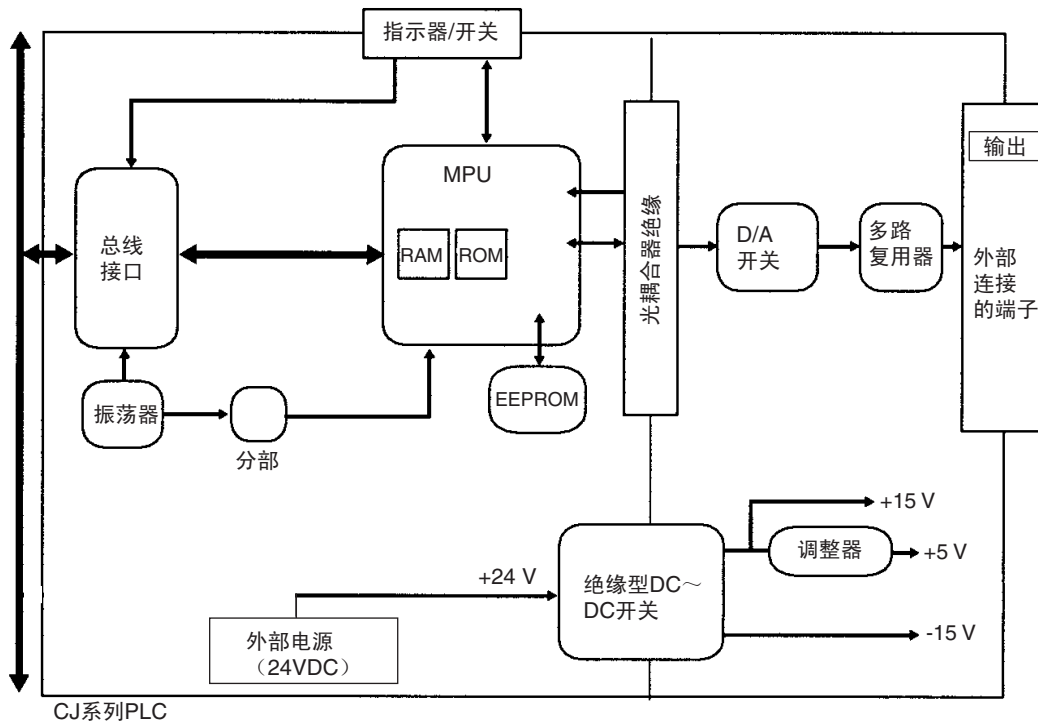 指示器/开关
MPU
RAM
ROM
总线
接口
光耦合器绝缘
D/A
开关
多路
复用器
输出
外部
连接
的端子
振荡器
分部
EEPROM
+15 V
调整器
+5 V
+24 V
绝缘型DC～
DC开关
-15 V
外部电源
（24VDC）
CJ系列PLC